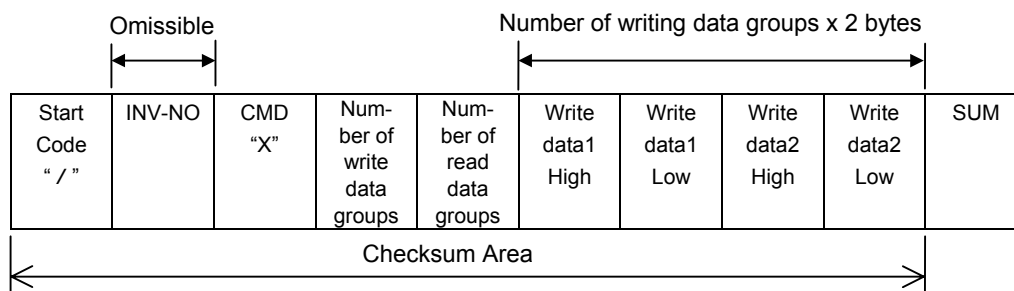 Omissible
Number of writing data groups x 2 bytes
Start
Code
“ / ”
INV-NO
CMD
“X”
Num-
ber of
write
data
groups
Num-
ber of
read
data
groups
Write
data1
High
Write
data1
Low
Write
data2
High
Write
data2
Low
SUM
Checksum Area